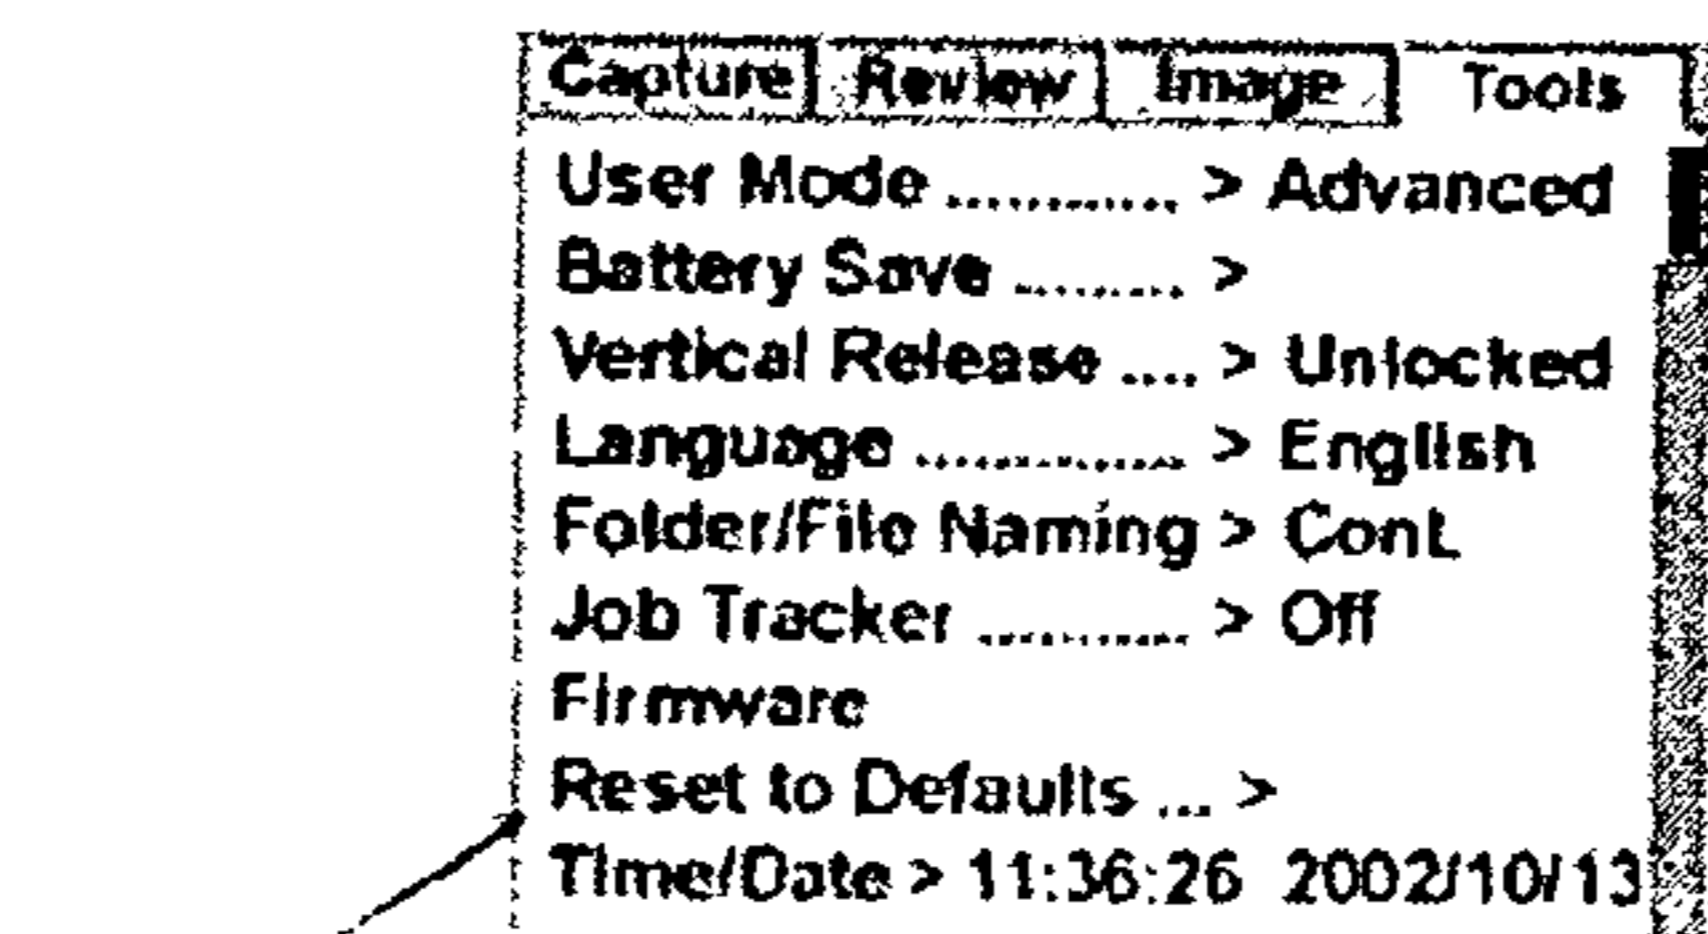 Capture Review Image Tools
User Mode ............ > Advanced
Battery Save ......... >
Vertical Release .... > Unlocked
Language .............. > English
Folder/File Naming > Cont.
Job Tracker ........... > Off
Firmware
Reset to Defaults ... >
Time/Date > 11:36:26 2002/10/13